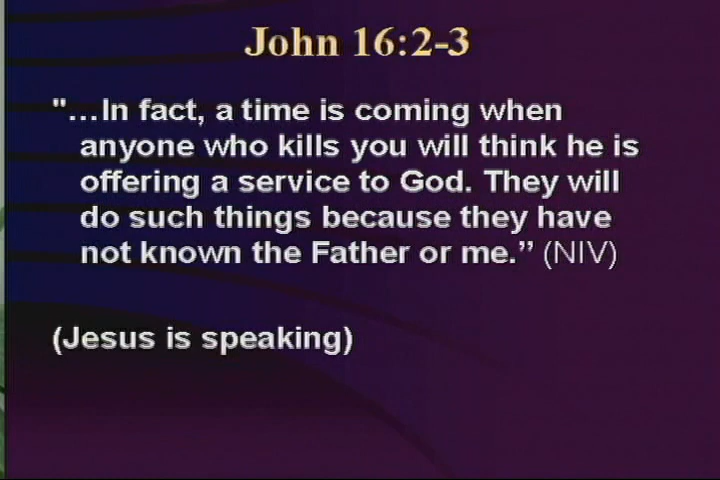 John 16:2-3
"...In fact, a time is coming when
anyone who kills you will think he is
offering a service to God. They will
do such things because they have
not known the Father or me.” (NIV)
(Jesus is speaking)